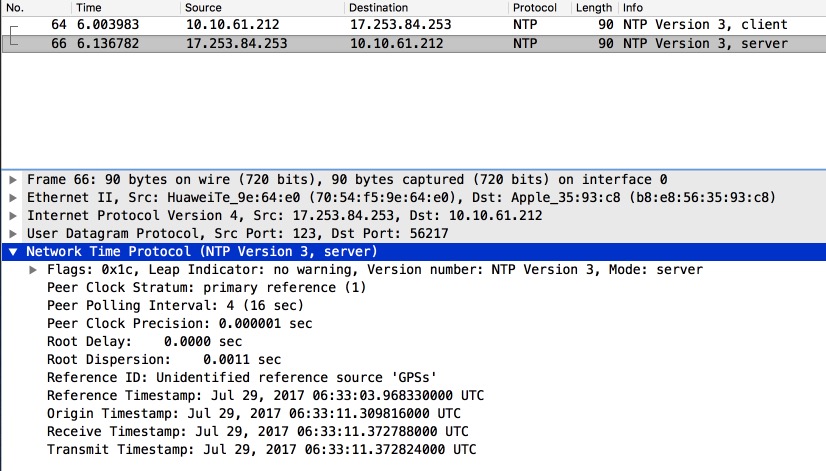 No. Time Source Destination Protocol Length Info
64 6.003983 10.10.61.212 17.253.84.253 NTP 90 NTP Version 3, client
66 6.136782 17.253.84.253 10.10.61.212 NTP 90 NTP Version 3, server
Frame 66: 90 bytes on wire (720 bits), 90 bytes captured (720 bits) on interface 0
Ethernet II, Src: HuaweiTe_9e:64:e0 (70:54:f5:9e:64:e0), Dst: Apple_35:93:c8 (b8:e8:56:35:93:c8)
Internet Protocol Version 4, Src: 17.253.84.253, Dst: 10.10.61.212
User Datagram Protocol, Src Port: 123, Dst Port: 56217
Network Time Protocol (NTP Version 3, server)
Flags: 0x1c, Leap Indicator: no warning, Version number: NTP Version 3, Mode: server
Peer Clock Stratum: primary reference (1)
Peer Polling Interval: 4 (16 sec)
Peer Clock Precision: 0.000001 sec
Root Delay: 0.0000 sec
Root Dispersion: 0.0011 sec
Reference ID: Unidentified reference source 'GPSs'
Reference Timestamp: Jul 29, 2017 06:33:03.968330000 UTC
Origin Timestamp: Jul 29, 2017 06:33:11.309816000 UTC
Receive Timestamp: Jul 29, 2017 06:33:11.372788000 UTC
Transmit Timestamp: Jul 29, 2017 06:33:11.372824000 UTC